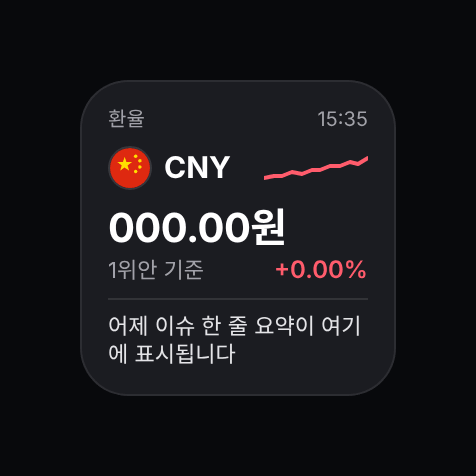 환율 15:35
CNY
000.00원
1위안 기준 +0.00%
어제 이슈 한 줄 요약이 여기
에 표시됩니다